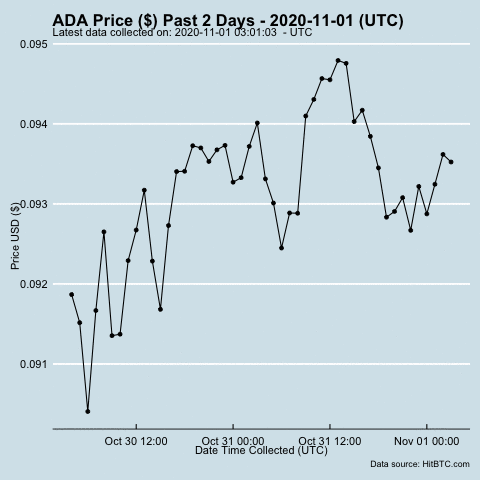 ADA Price ($) Past 2 Days - 2020-11-01 (UTC)
Latest data collected on: 2020-11-01 03:01:03 - UTC
0.095
0.094
0.093
0.092
0.091
Price USD ($)
Oct 30 12:00 Oct 31 00:00 Oct 31 12:00 Nov 01 00:00
Date Time Collected (UTC)
Data source: HitBTC.com